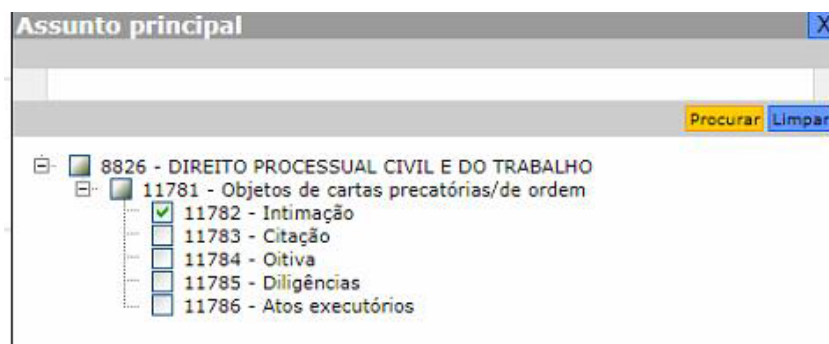 Assunto principal X
Procurar Limpar
8826 - DIREITO PROCESSUAL CIVIL E DO TRABALHO
11781 - Objetos de cartas precatórias/de ordem
11782 - Intimação
11783 - Citação
11784 - Oitiva
11785 - Diligências
11786 - Atos executórios